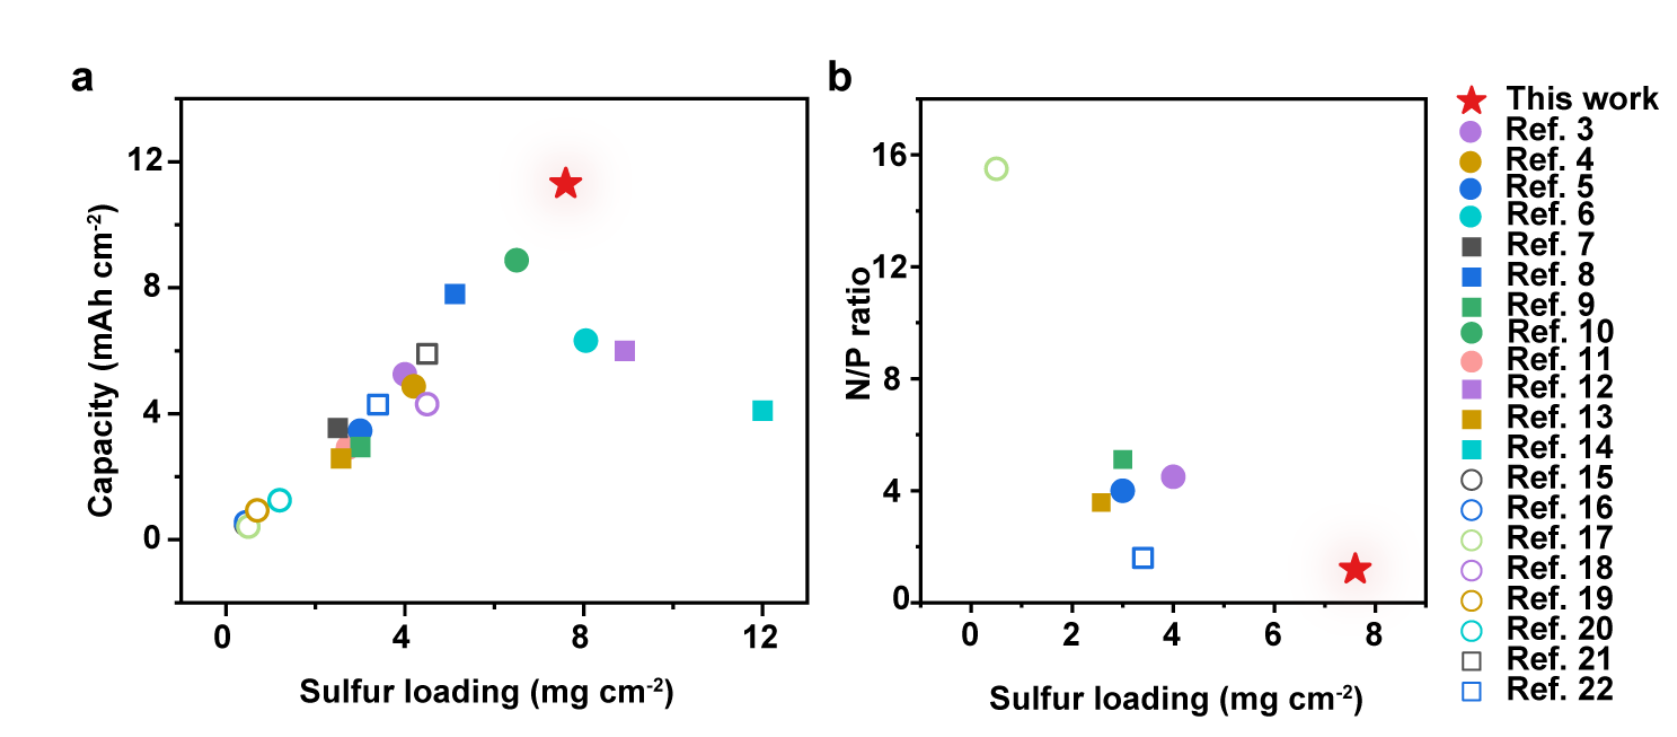 a
12
8
4
0
0 4 8 12
Capacity (mAh cm⁻²)
Sulfur loading (mg cm⁻²)
b
16
12
8
4
0
0 2 4 6 8
N/P ratio
Sulfur loading (mg cm⁻²)
This work
Ref. 3
Ref. 4
Ref. 5
Ref. 6
Ref. 7
Ref. 8
Ref. 9
Ref. 10
Ref. 11
Ref. 12
Ref. 13
Ref. 14
Ref. 15
Ref. 16
Ref. 17
Ref. 18
Ref. 19
Ref. 20
Ref. 21
Ref. 22